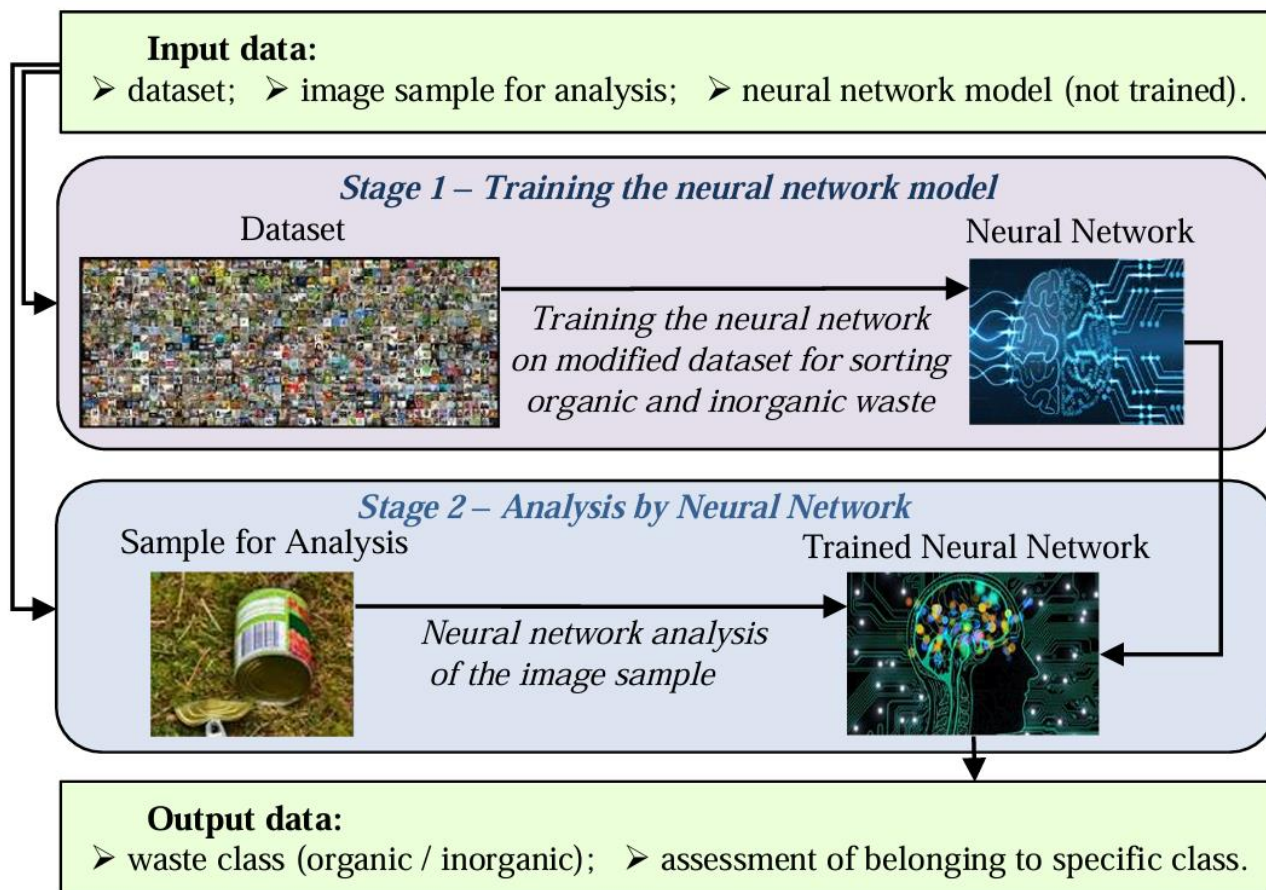 Input data:
➢ dataset; ➢ image sample for analysis; ➢ neural network model (not trained).
Stage 1 – Training the neural network model
Dataset
Neural Network
Training the neural network
on modified dataset for sorting
organic and inorganic waste
Stage 2 – Analysis by Neural Network
Sample for Analysis
Trained Neural Network
Neural network analysis
of the image sample
Output data:
➢ waste class (organic / inorganic); ➢ assessment of belonging to specific class.